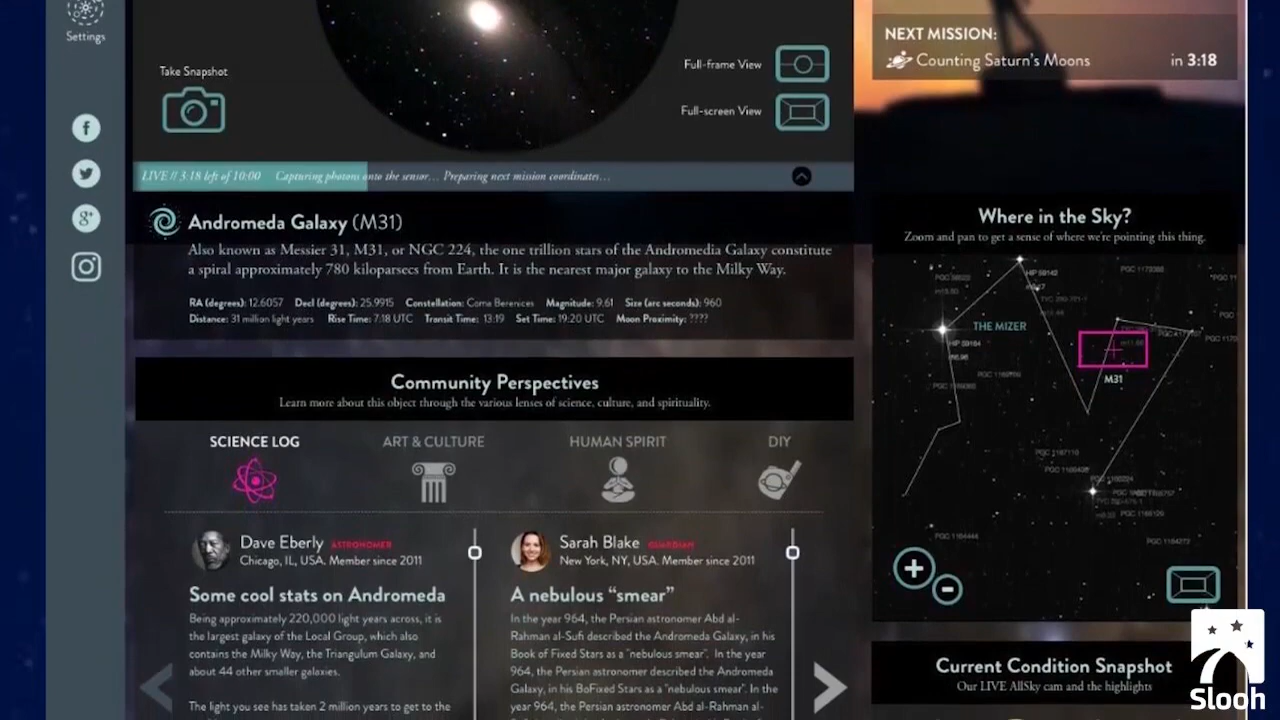 Settings
Take Snapshot
Full-frame View
Full-screen View
LIVE // 3:18 left of 10:00 Capturing photons onto the sensor... Preparing next mission coordinates...
Andromeda Galaxy (M31)
Also known as Messier 31, M31, or NGC 224, the one trillion stars of the Andromedia Galaxy constitute
a spiral approximately 780 kiloparsecs from Earth. It is the nearest major galaxy to the Milky Way.
RA (degrees): 12.6057 Decl (degrees): 25.9915 Constellation: Coma Berenices Magnitude: 9.61 Size (arc seconds): 960
Distance: 31 million light years Rise Time: 7:18 UTC Transit Time: 13:19 Set Time: 19:20 UTC Moon Proximity: ????
Community Perspectives
Learn more about this object through the various lenses of science, culture, and spirituality.
SCIENCE LOG
ART & CULTURE
HUMAN SPIRIT
DIY
Dave Eberly ASTRONOMER
Chicago, IL, USA. Member since 2011
Some cool stats on Andromeda
Being approximately 220,000 light years across, it is
the largest galaxy of the Local Group, which also
contains the Milky Way, the Triangulum Galaxy, and
about 44 other smaller galaxies.
The light you see has taken 2 million years to get to the
Sarah Blake GUARDIAN
New York, NY, USA. Member since 2011
A nebulous “smear”
In the year 964, the Persian astronomer Abd al-
Rahman al-Sufi described the Andromeda Galaxy, in his
Book of Fixed Stars as a "nebulous smear". In the year
964, the Persian astronomer described the Andromeda
Galaxy, in his BoFixed Stars as a "nebulous smear". In the
year 964, the Persian astronomer Abd al-Rahman al-
NEXT MISSION:
Counting Saturn's Moons in 3:18
Where in the Sky?
Zoom and pan to get a sense of where we're pointing this thing.
HIP 59142
THE MIZER
HIP 59164
M31
Current Condition Snapshot
Our LIVE AllSky cam and the highlights
Slooh